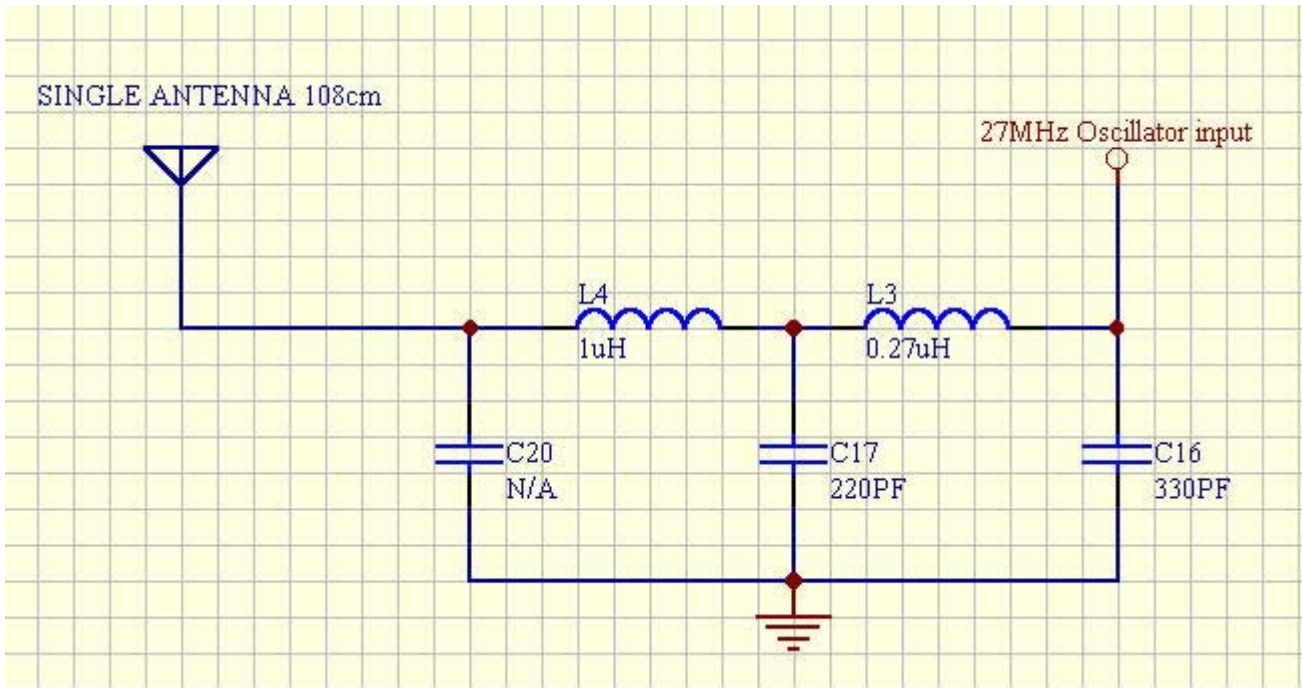 SINGLE ANTENNA 108cm
27MHz Oscillator input
L4
1uH
L3
0.27uH
C20
N/A
C17
220PF
C16
330PF